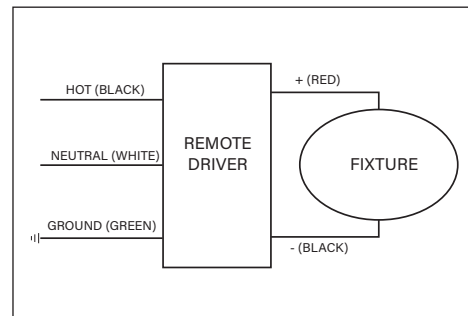 HOT (BLACK)
NEUTRAL (WHITE)
GROUND (GREEN)
REMOTE
DRIVER
+ (RED)
FIXTURE
- (BLACK)